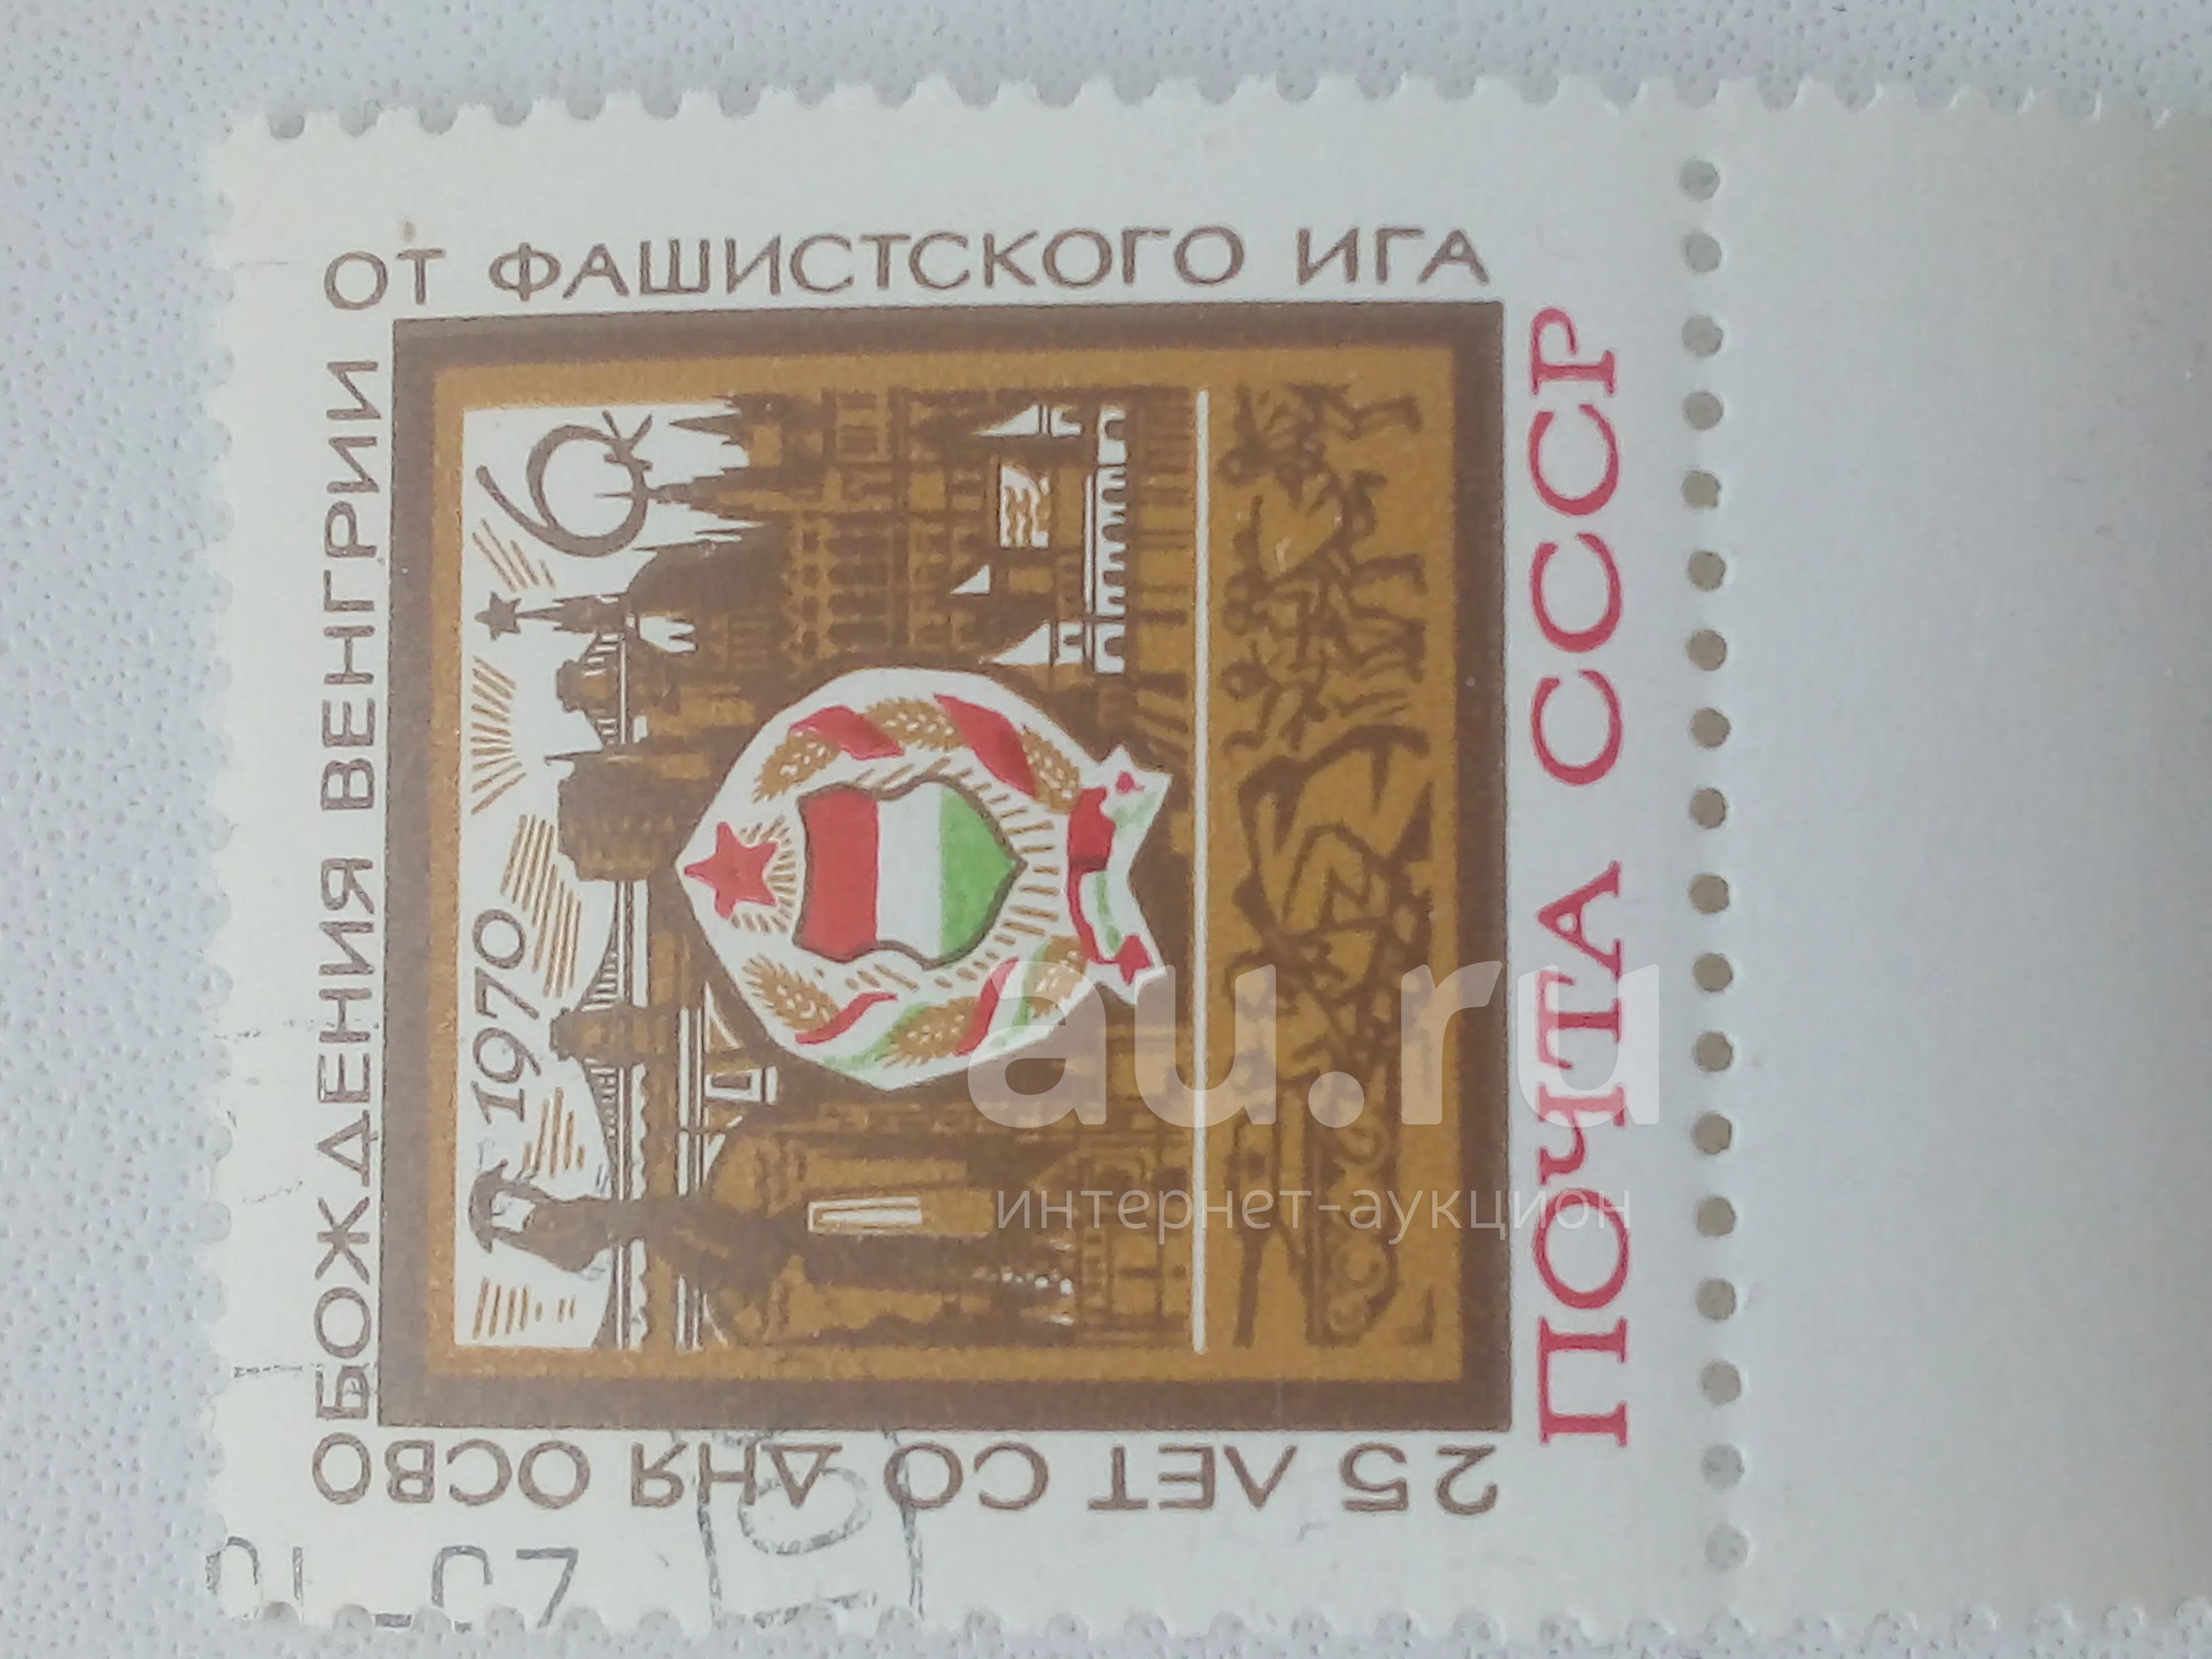 25 ЛЕТ СО ДНЯ ОСВОБОЖДЕНИЯ ВЕНГРИИ ОТ ФАШИСТСКОГО ИГА
1970
6к
ПОЧТА СССР
au.ru
интернет-аукцион